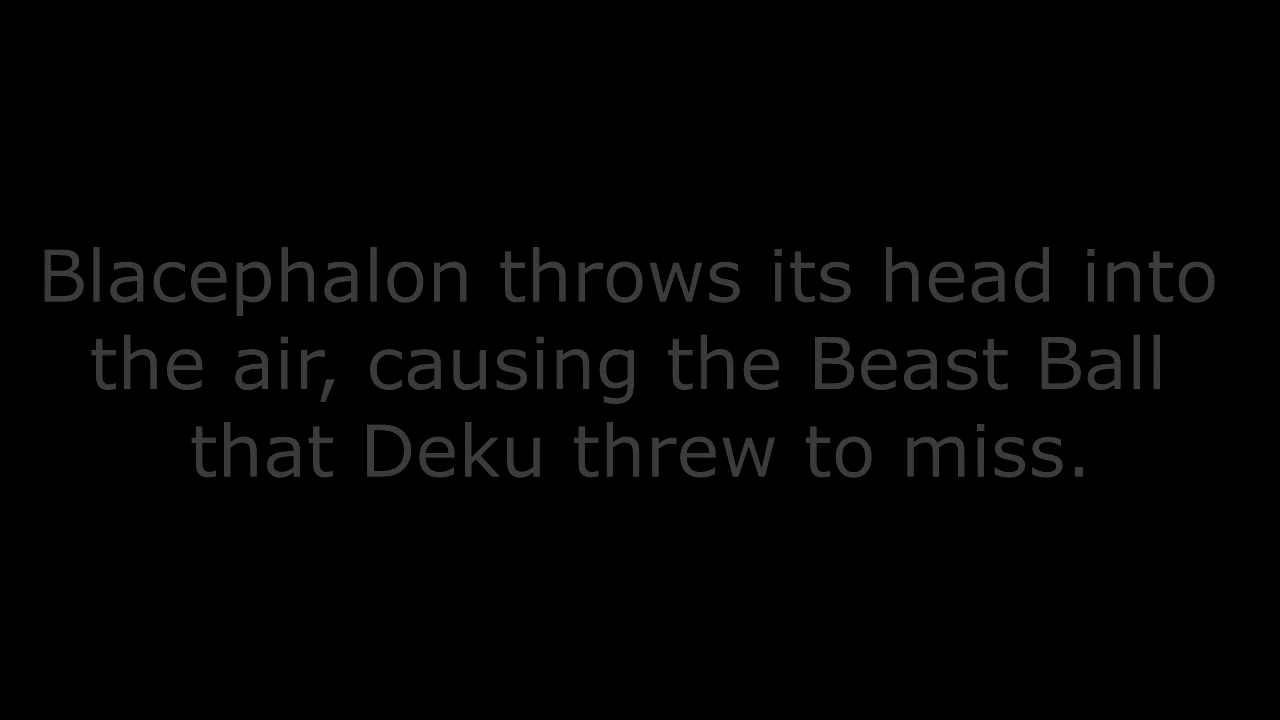 Blacephalon throws its head into
the air, causing the Beast Ball
that Deku threw to miss.